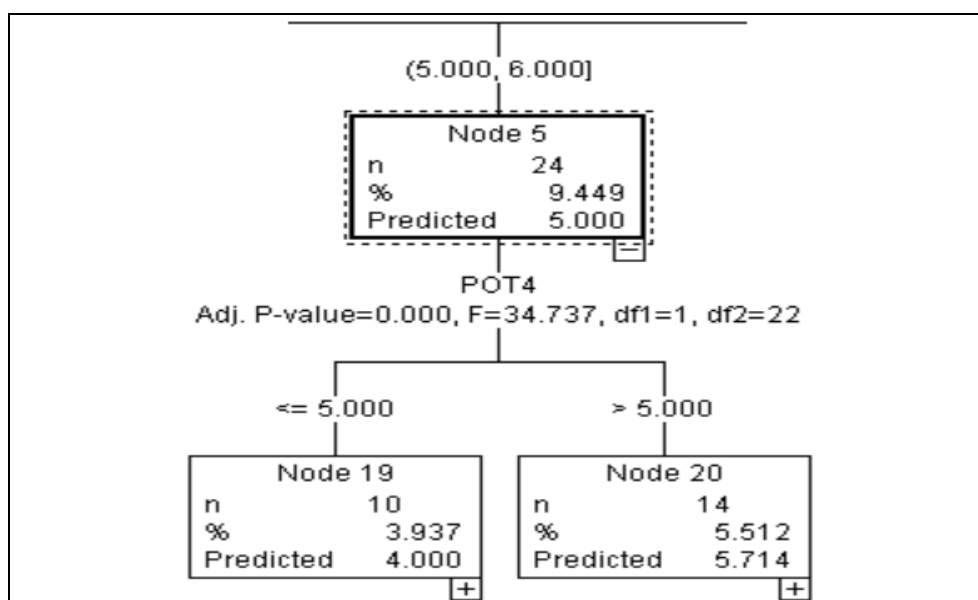 (5.000, 6.000]
Node 5
n 24
% 9.449
Predicted 5.000
POT4
Adj. P-value=0.000, F=34.737, df1=1, df2=22
<= 5.000 > 5.000
Node 19
n 10
% 3.937
Predicted 4.000
Node 20
n 14
% 5.512
Predicted 5.714